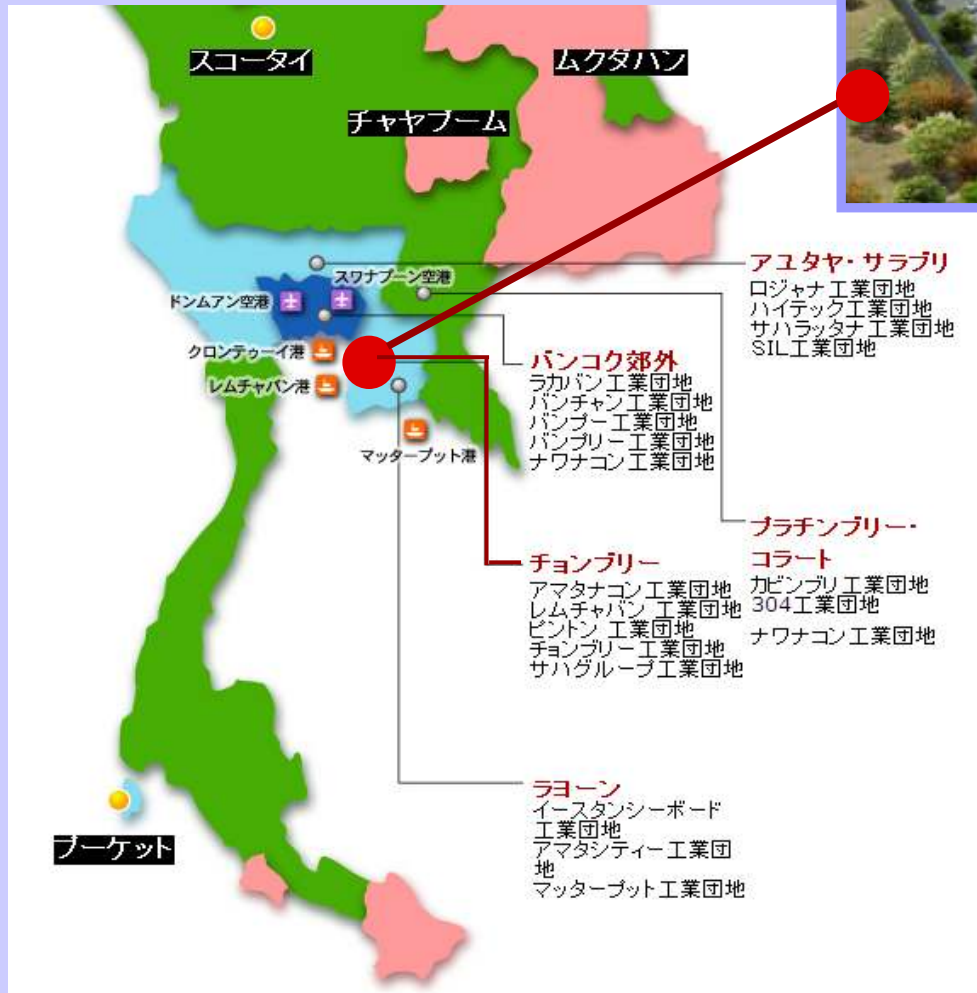 スコータイ
ムクダハン
チャヤプーム
スワナプーン空港
ドンムアン空港
クロントゥーイ港
レムチャバン港
マッタープット港
アユタヤ・サラブリ
ロジャナ工業団地
ハイテック工業団地
サハラッタナ工業団地
SIL工業団地
バンコク郊外
ラカバン工業団地
バンチャン工業団地
バンプー工業団地
バンプリー工業団地
ナワナコン工業団地
プラチンブリー・
コラート
カビンブリ工業団地
304工業団地
ナワナコン工業団地
チョンブリー
アマタナコン工業団地
レムチャバン 工業団地
ピントン 工業団地
チョンブリー工業団地
サハグループ工業団地
ラヨーン
イースタンシーボード
工業団地
アマタシティー工業団
地
マッタープット工業団地
プーケット